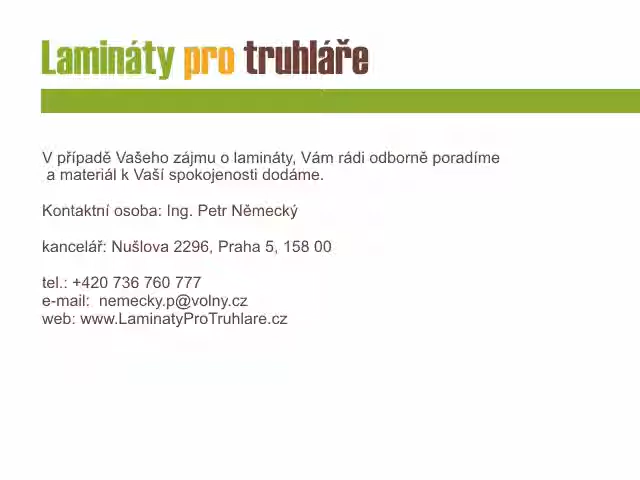 Lamináty pro truhláře
V případě Vašeho zájmu o lamináty, Vám rádi odborně poradíme
a materiál k Vaší spokojenosti dodáme.
Kontaktní osoba: Ing. Petr Německý
kancelář: Nušlova 2296, Praha 5, 158 00
tel.: +420 736 760 777
e-mail: nemecky.p@volny.cz
web: www.LaminatyProTruhlare.cz